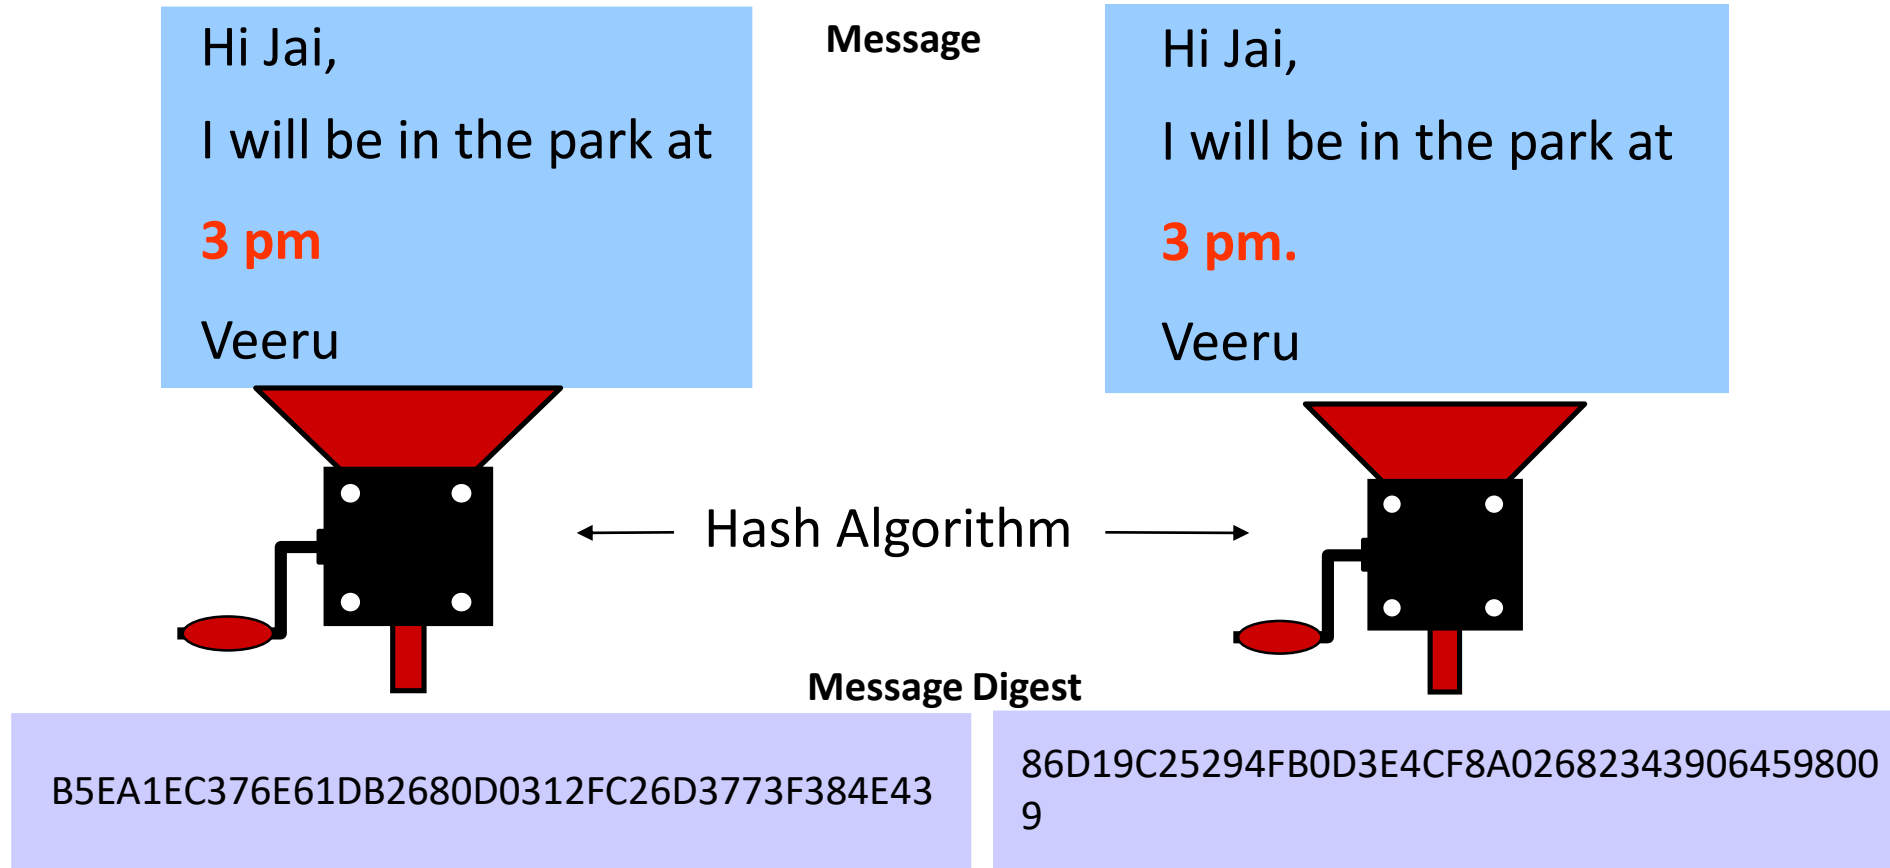 Hi Jai,
I will be in the park at
3 pm
Veeru
Message
Hi Jai,
I will be in the park at
3 pm.
Veeru
Hash Algorithm
Message Digest
B5EA1EC376E61DB2680D0312FC26D3773F384E43
86D19C25294FB0D3E4CF8A02682343906459800
9